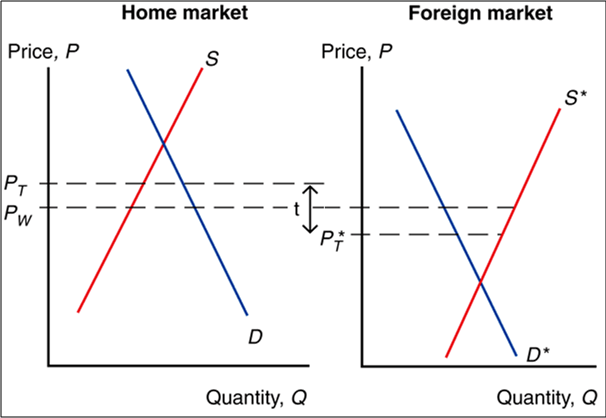 Home market
Foreign market
Price, P
Price, P
S
S*
P_T
P_W
t
P*_T
D
D*
Quantity, Q
Quantity, Q